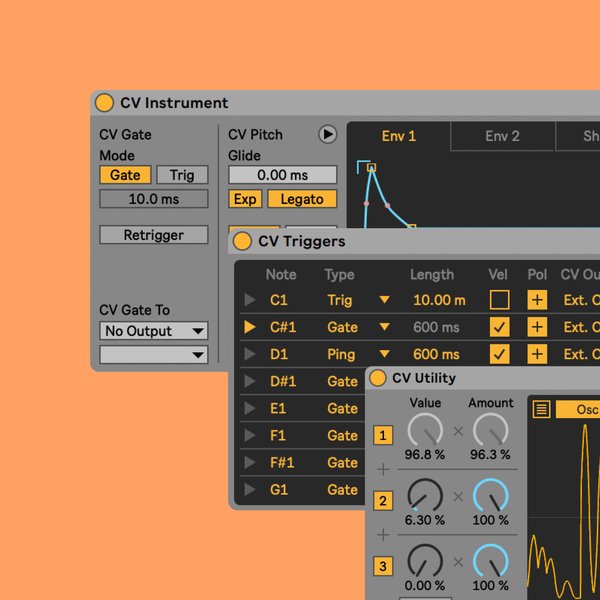 CV Instrument
CV Gate
Mode
Gate Trig
10.0 ms
Retrigger
CV Gate To
No Output
CV Pitch
Glide
0.00 ms
Exp Legato
Env 1 Env 2 Sh
CV Triggers
Note Type Length Vel Pol CV Ou
C1 Trig 10.00 m + Ext. C
C#1 Gate 600 ms + Ext. C
D1 Ping 600 ms + Ext. C
D#1 Gate
E1 Gate
F1 Gate
F#1 Gate
G1 Gate
CV Utility
Value Amount
Osc
1 ×
96.8 % 96.3 %
+
2 ×
6.30 % 100 %
+
3 ×
0.00 % 100 %